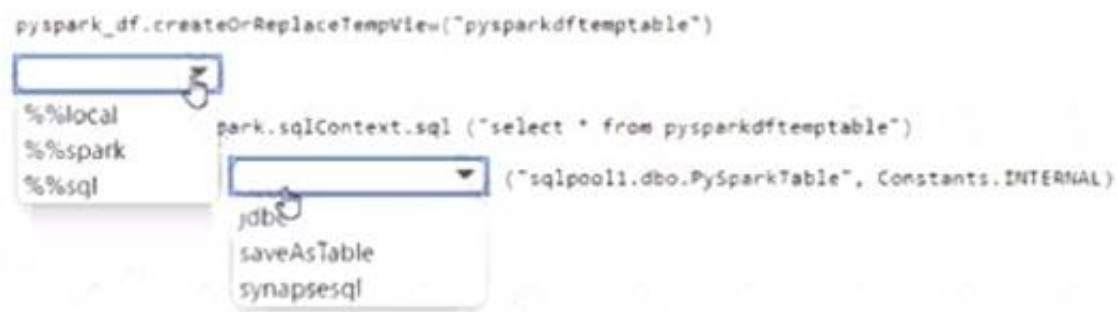 pyspark_df.createOrReplaceTempView("pysparkdftemptable")
%%local
%%spark
%%sql
park.sqlContext.sql ("select * from pysparkdftemptable")
("sqlpool1.dbo.PySparkTable", Constants.INTERNAL)
jdbc
saveAsTable
synapsesql